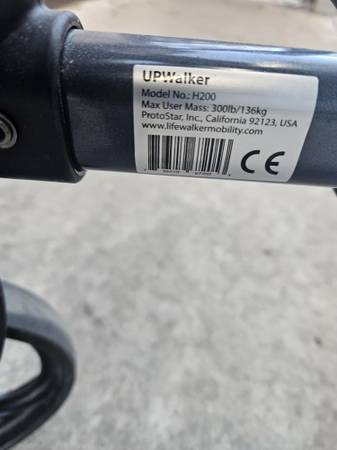 UPWalker
Model No.: H200
Max User Mass: 300lb/136kg
ProtoStar, Inc., California 92123, USA
www.lifewalkermobility.com
CE